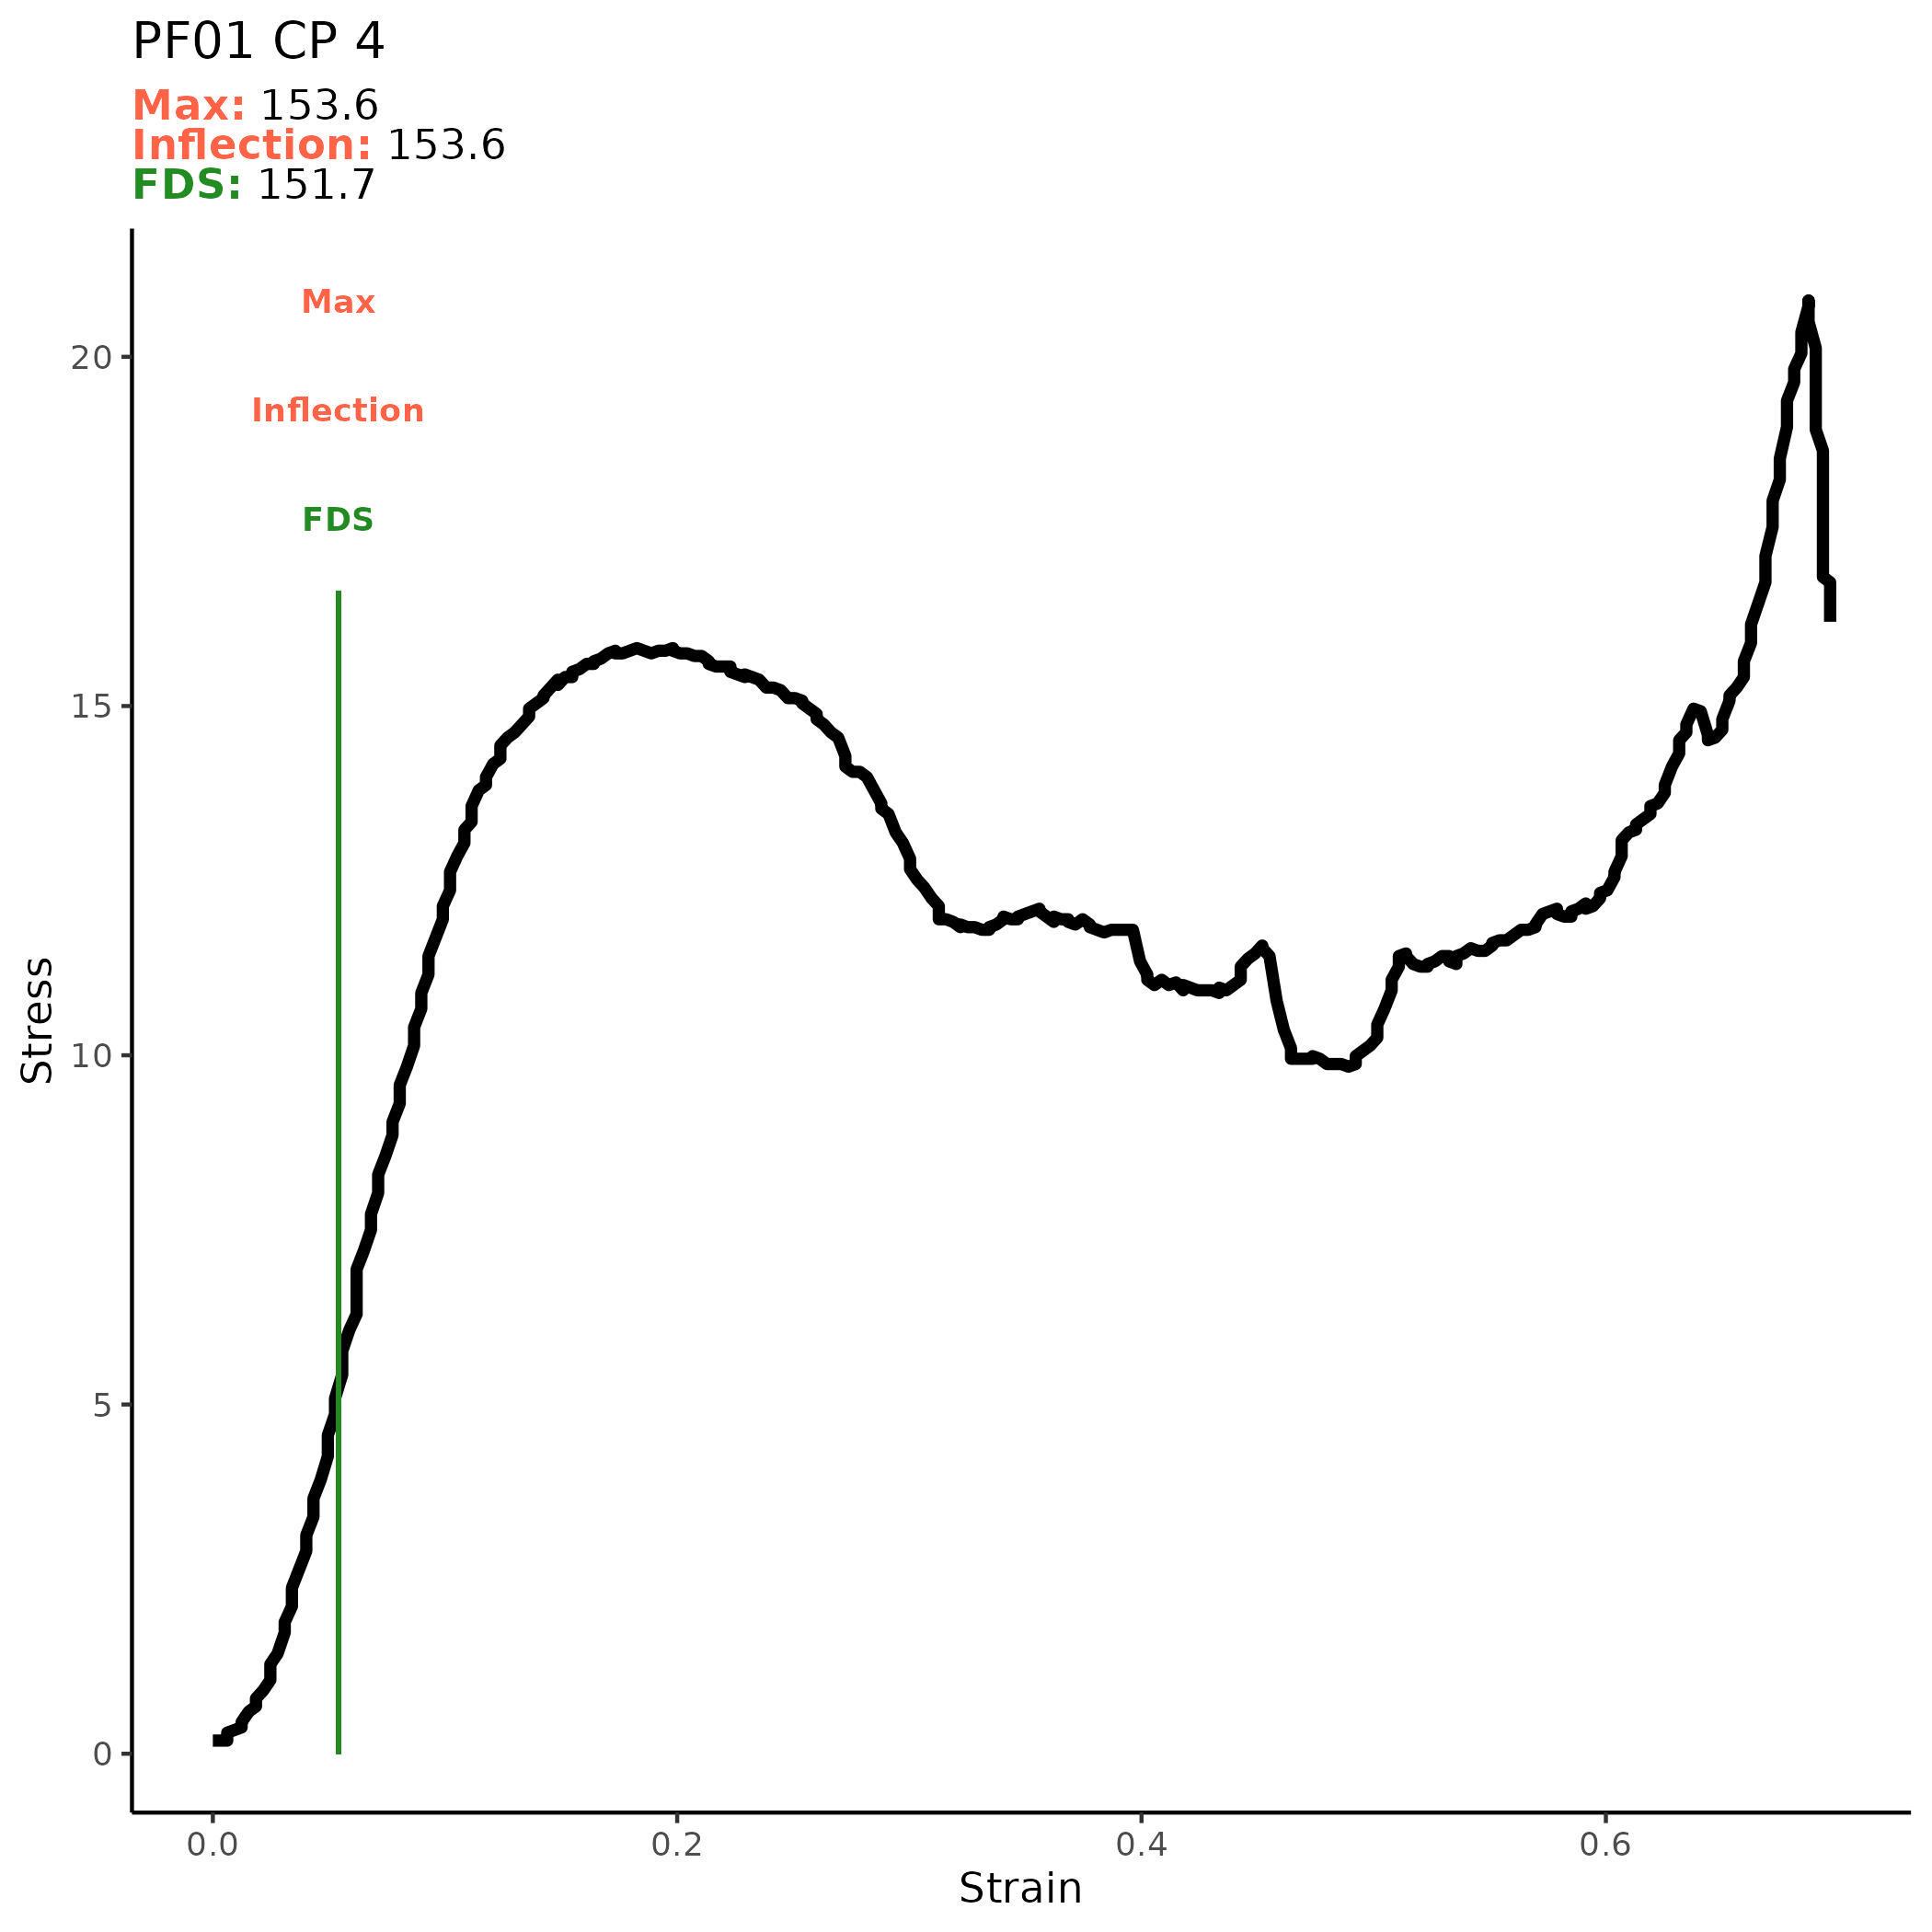 PF01 CP 4
Max: 153.6
Inflection: 153.6
FDS: 151.7
Max
Inflection
FDS
20
15
10
5
0
Stress
0.0
0.2
0.4
0.6
Strain